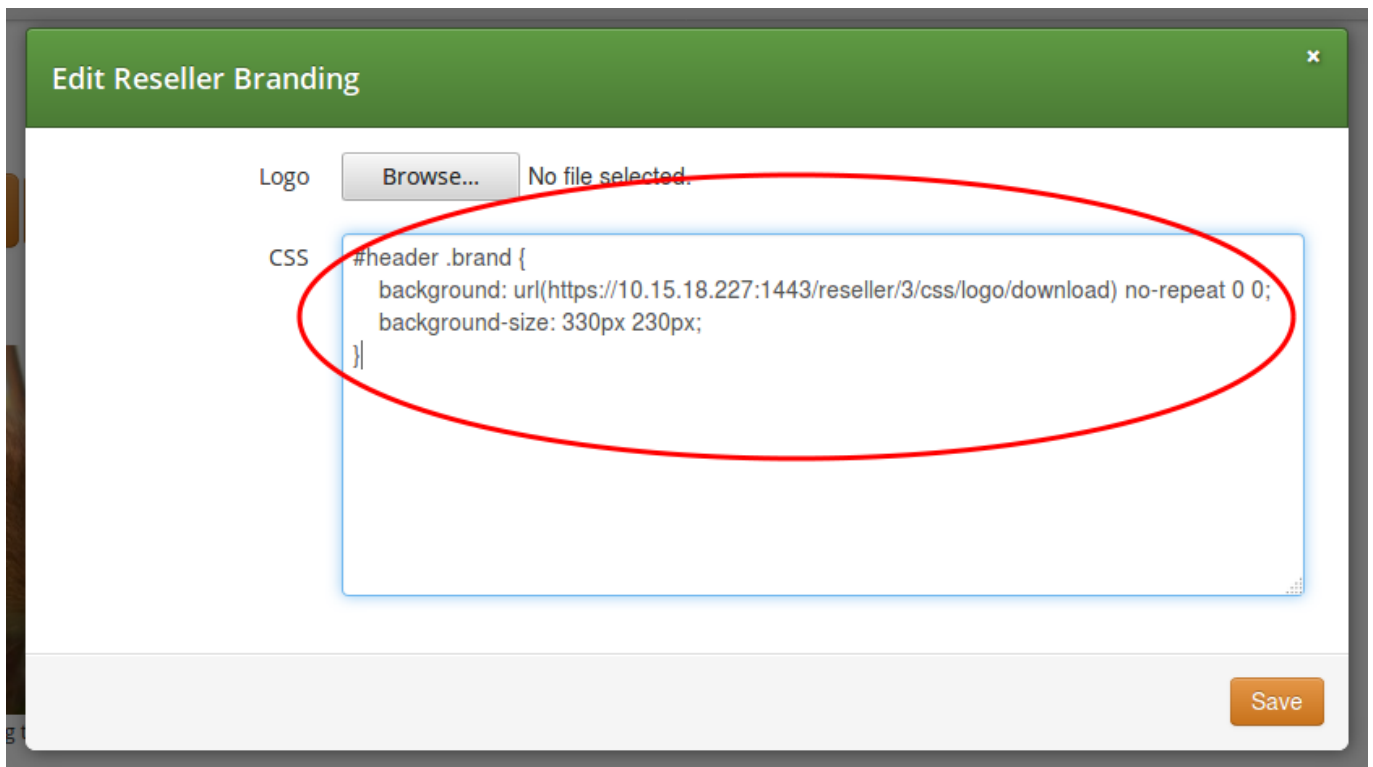 Edit Reseller Branding ×
Logo Browse... No file selected.
CSS #header .brand {
background: url(https://10.15.18.227:1443/reseller/3/css/logo/download) no-repeat 0 0;
background-size: 330px 230px;
}
Save
g t